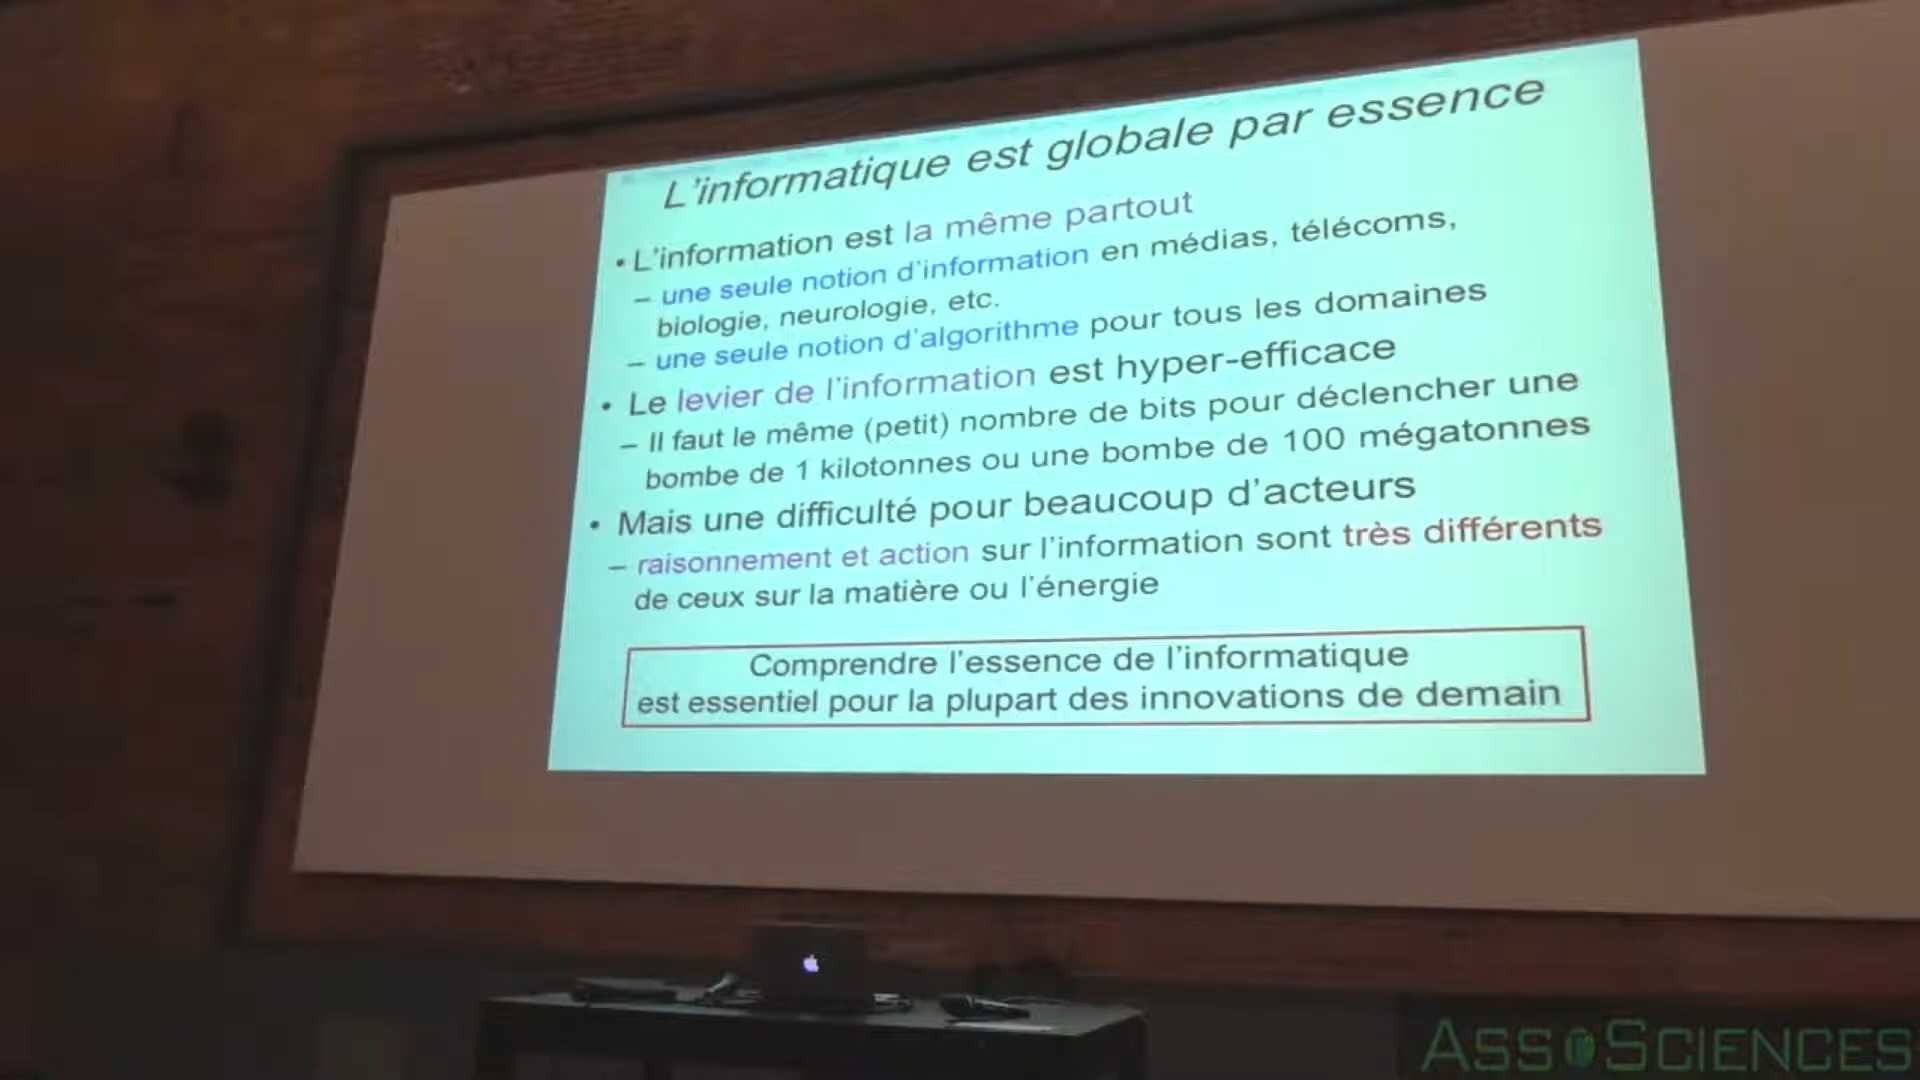 L'informatique est globale par essence
• L'information est la même partout
– une seule notion d'information en médias, télécoms,
biologie, neurologie, etc.
– une seule notion d'algorithme pour tous les domaines
• Le levier de l'information est hyper-efficace
– Il faut le même (petit) nombre de bits pour déclencher une
bombe de 1 kilotonnes ou une bombe de 100 mégatonnes
• Mais une difficulté pour beaucoup d'acteurs
– raisonnement et action sur l'information sont très différents
de ceux sur la matière ou l'énergie
Comprendre l'essence de l'informatique
est essentiel pour la plupart des innovations de demain
ASSOSCIENCES